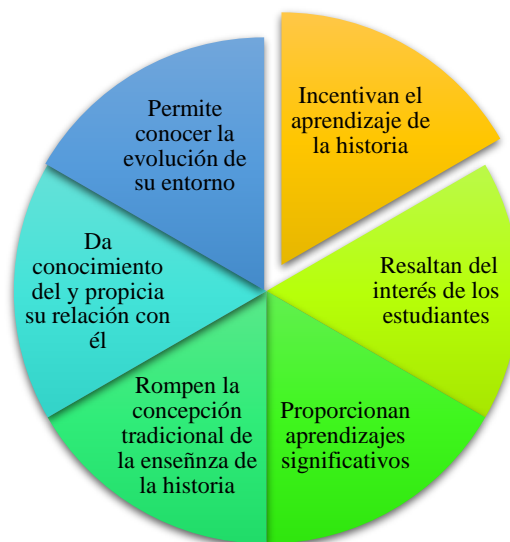 Incentivan el
aprendizaje de
la historia
Resaltan del
interés de los
estudiantes
Proporcionan
aprendizajes
significativos
Rompen la
concepción
tradicional de
la enseñnza de
la historia
Da
conocimiento
del y propicia
su relación con
él
Permite
conocer la
evolución de
su entorno